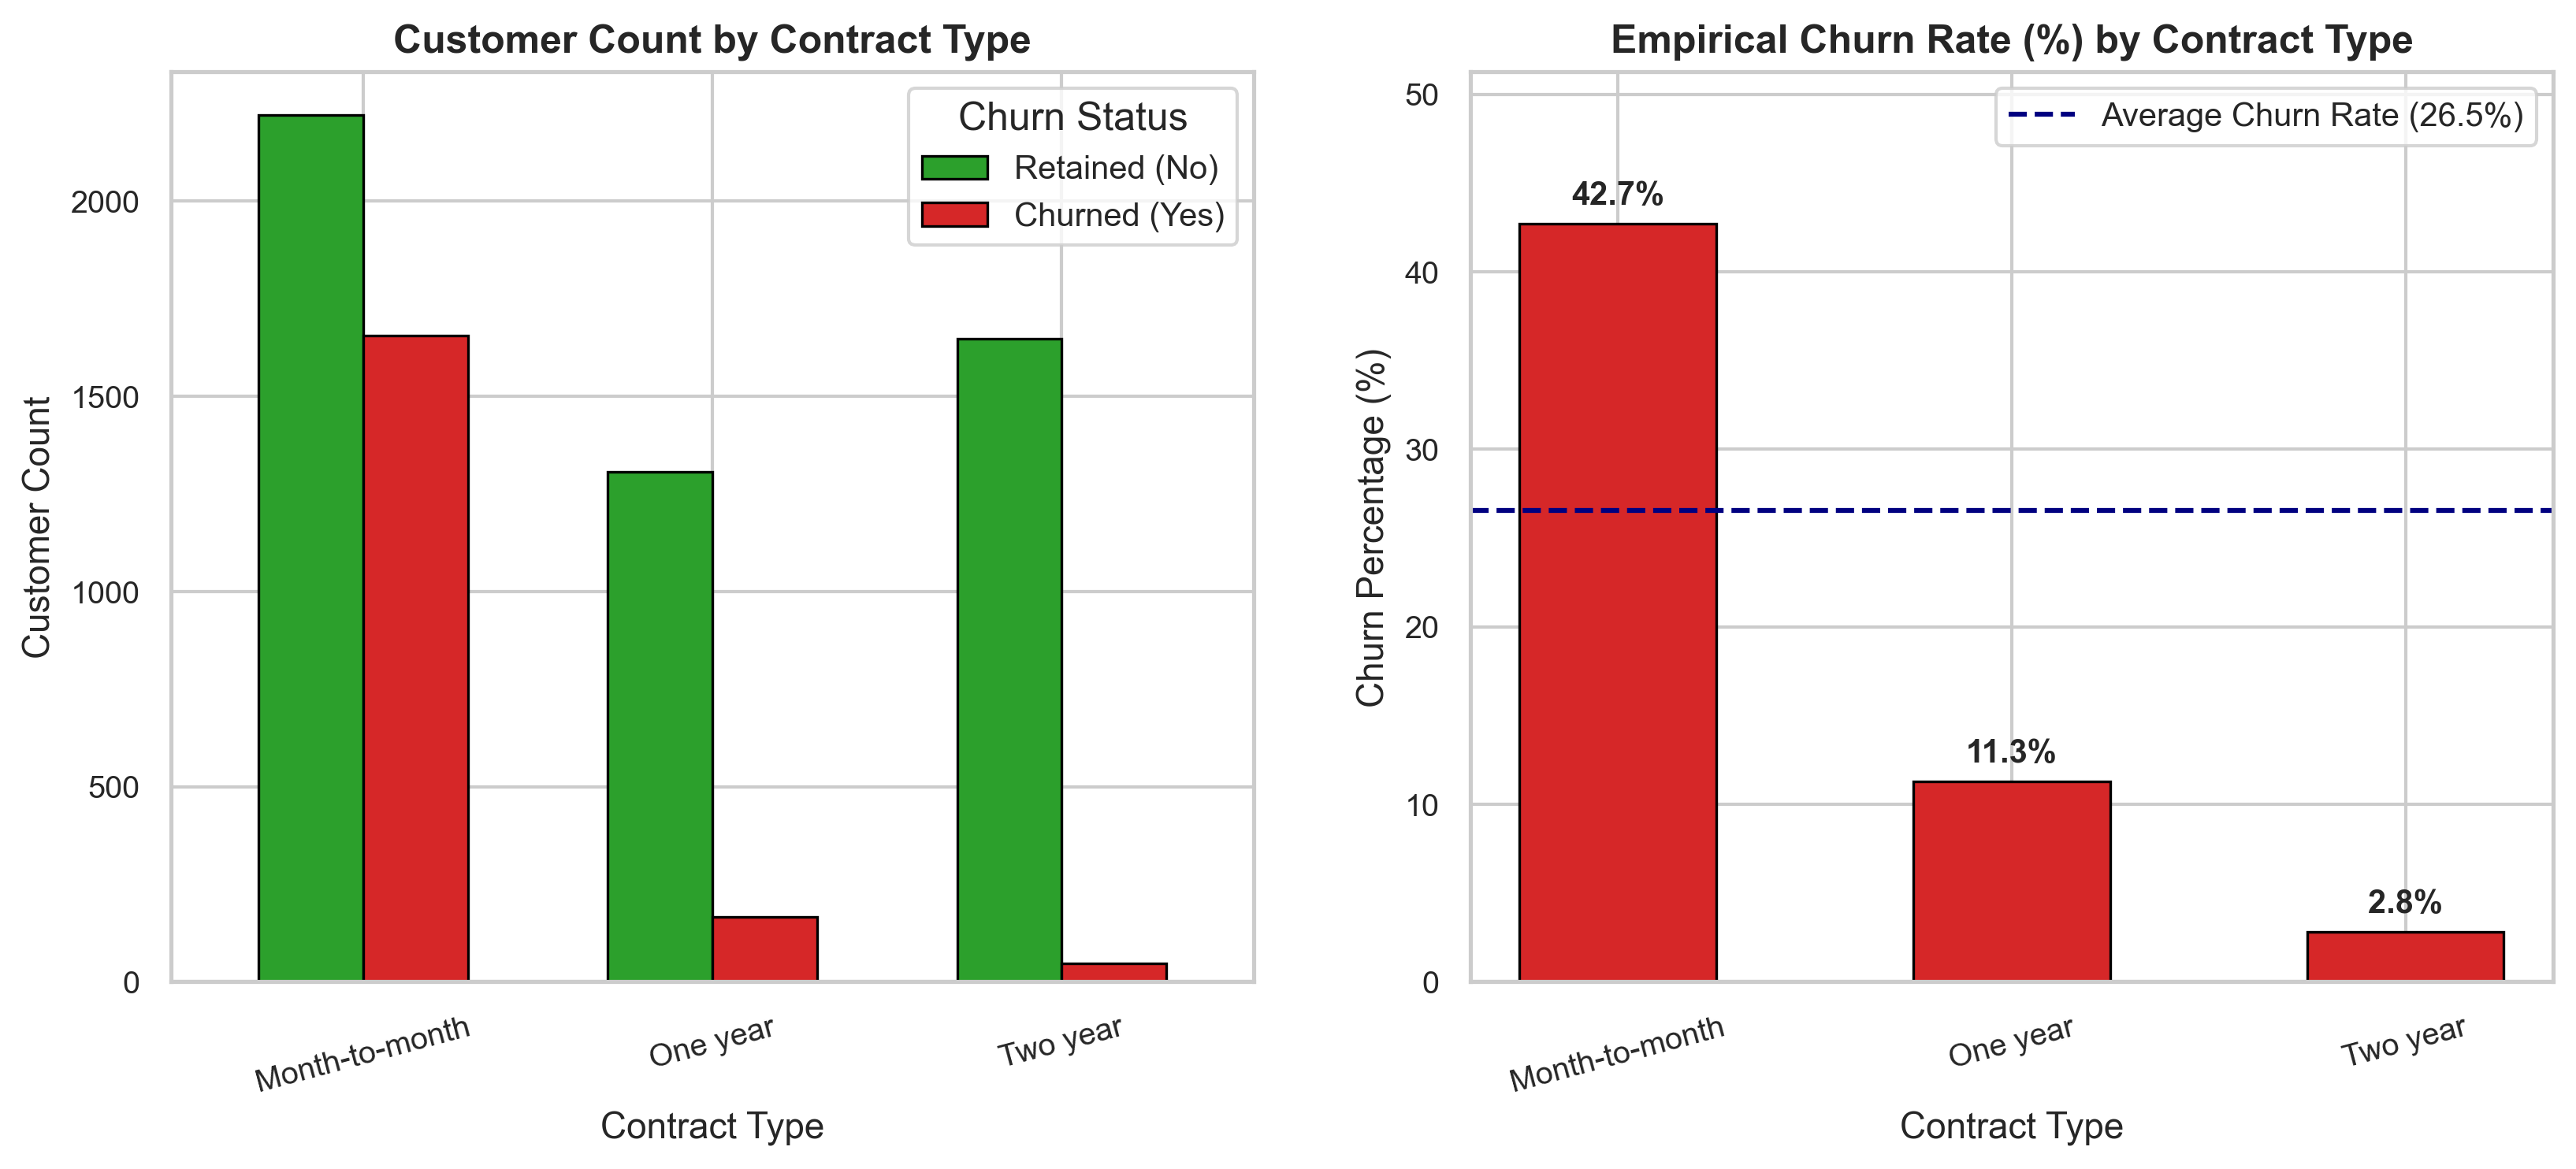 Customer Count by Contract Type
Customer Count
2000
1500
1000
500
0
Churn Status
Retained (No)
Churned (Yes)
Month-to-month
One year
Two year
Contract Type
Empirical Churn Rate (%) by Contract Type
Churn Percentage (%)
50
40
30
20
10
0
Average Churn Rate (26.5%)
42.7%
11.3%
2.8%
Month-to-month
One year
Two year
Contract Type